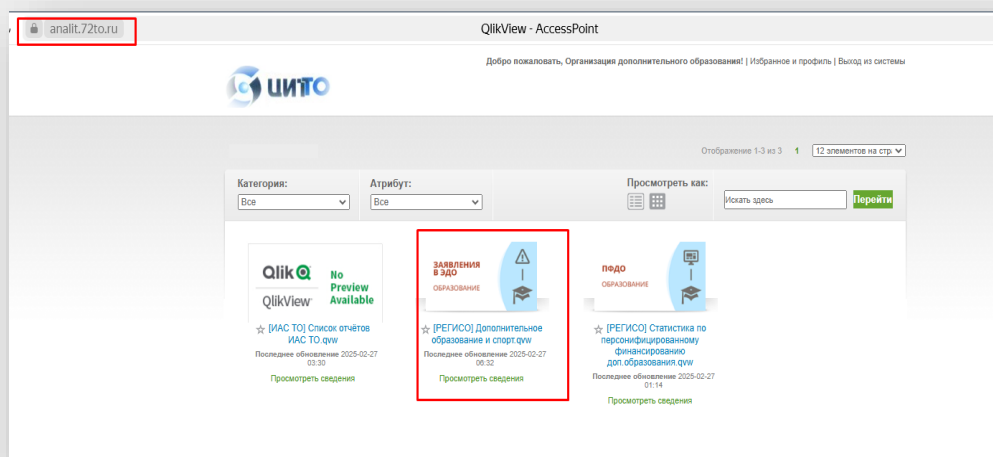 analit.72to.ru
QlikView - AccessPoint
Добро пожаловать, Организация дополнительного образования! | Избранное и профиль | Выход из системы
ЦИТТО
Отображение 1-3 из 3 1 12 элементов на стр.
Категория:
Атрибут:
Просмотреть как:
Все
Все
Искать здесь
Перейти
Qlik
QlikView
No
Preview
Available
[ИАС ТО] Список отчётов
ИАС ТО.qvw
Последнее обновление 2025-02-27
03:30
Просмотреть сведения
ЗАЯВЛЕНИЯ
В ЭДО
ОБРАЗОВАНИЕ
[РЕГИСО] Дополнительное
образование и спорт.qvw
Последнее обновление 2025-02-27
06:32
Просмотреть сведения
ПФДО
ОБРАЗОВАНИЕ
[РЕГИСО] Статистика по
персонифицированному
финансированию
доп.образования.qvw
Последнее обновление 2025-02-27
01:14
Просмотреть сведения